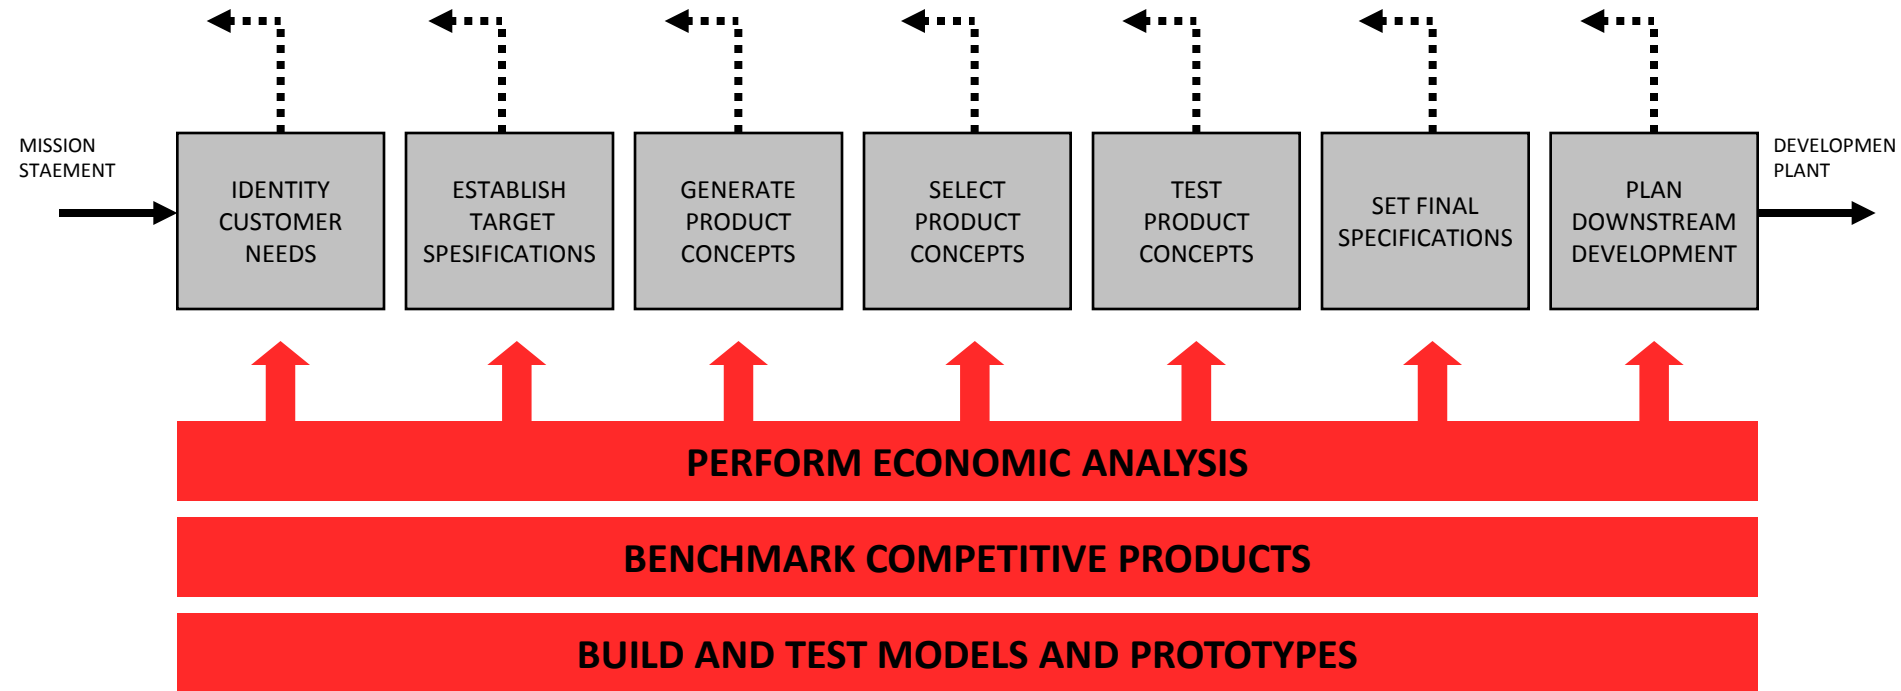 MISSION
STAEMENT
IDENTITY
CUSTOMER
NEEDS
ESTABLISH
TARGET
SPESIFICATIONS
GENERATE
PRODUCT
CONCEPTS
SELECT
PRODUCT
CONCEPTS
TEST
PRODUCT
CONCEPTS
SET FINAL
SPECIFICATIONS
PLAN
DOWNSTREAM
DEVELOPMENT
DEVELOPMEN
PLANT
PERFORM ECONOMIC ANALYSIS
BENCHMARK COMPETITIVE PRODUCTS
BUILD AND TEST MODELS AND PROTOTYPES